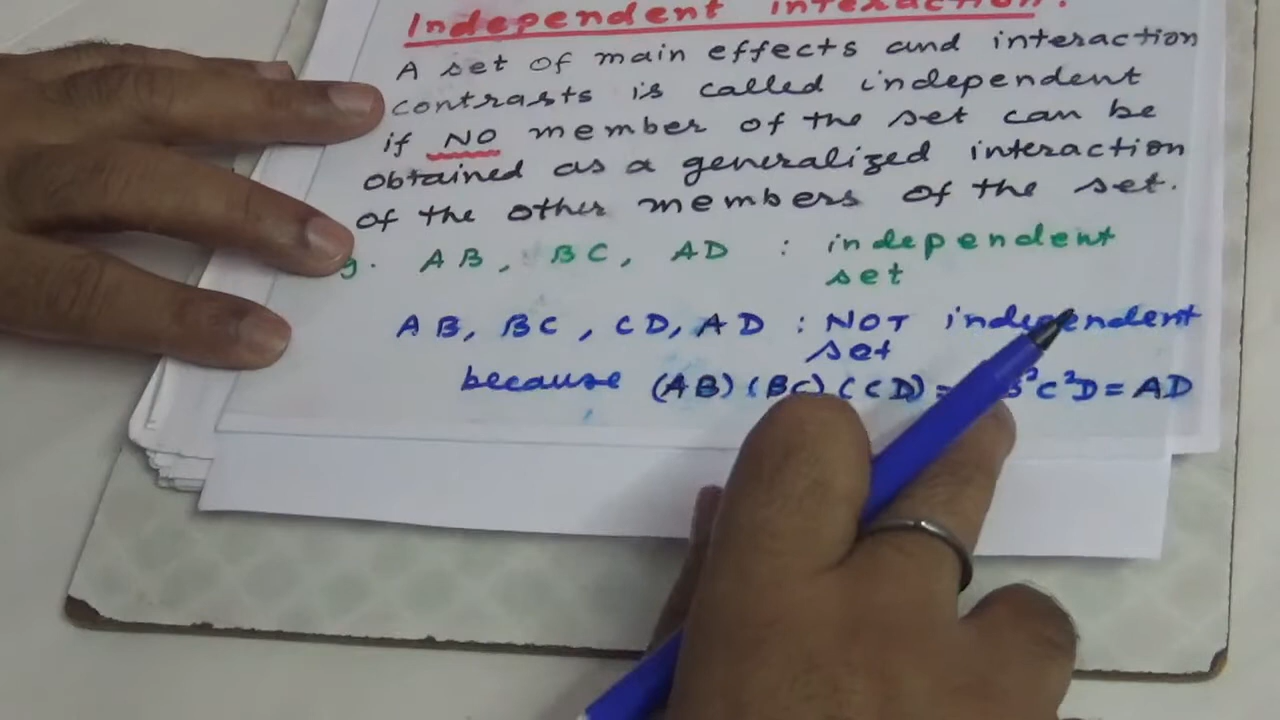 Independent interaction.
A set of main effects and interaction
contrasts is called independent
if NO member of the set can be
obtained as a generalized interaction
of the other members of the set.
g. AB, BC, AD : independent
set
AB, BC, CD, AD : NOT independent
set
because (AB) (BC) (CD) = B²C²D = AD